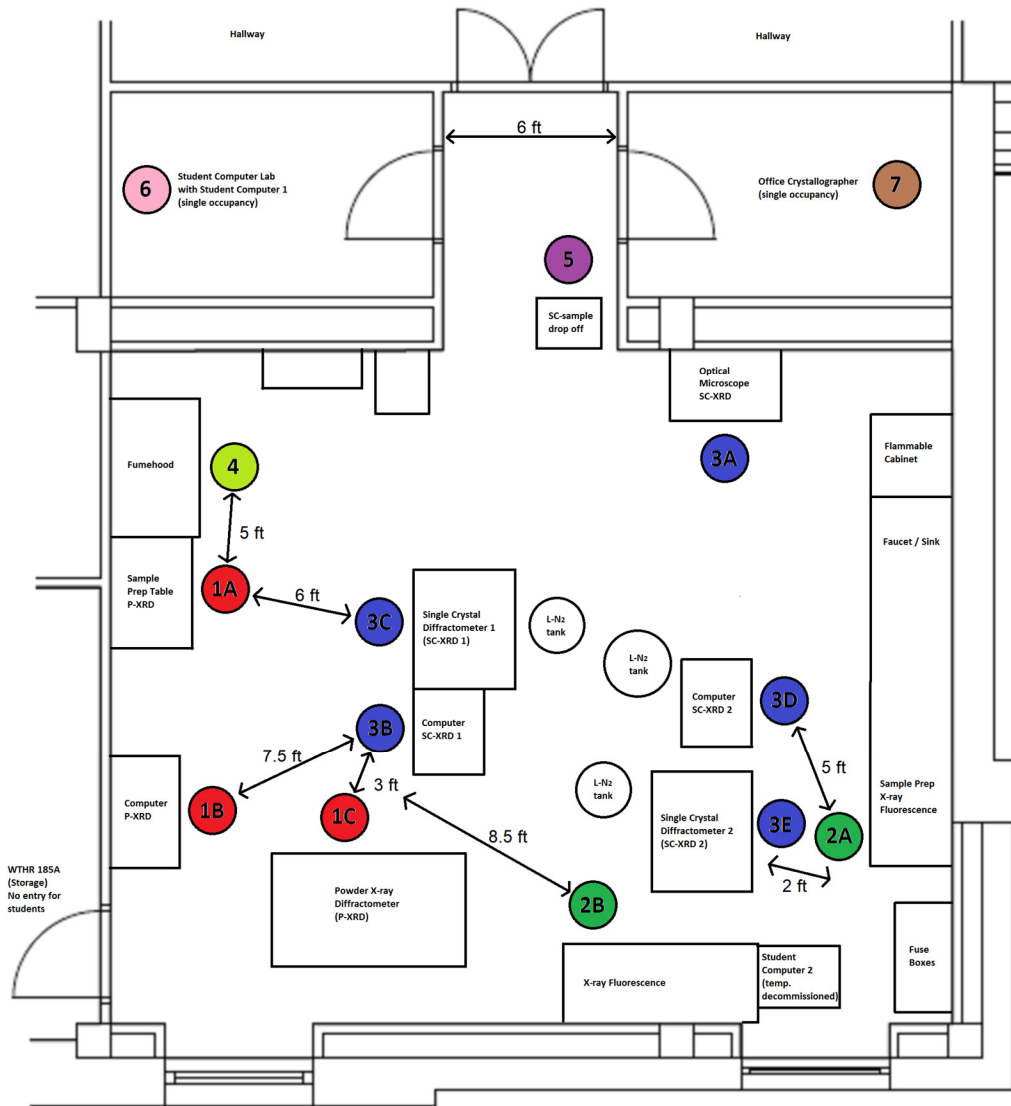 Hallway
Hallway
6 ft
6
Student Computer Lab
with Student Computer 1
(single occupancy)
Office Crystallographer
(single occupancy)
7
5
SC-sample
drop off
Optical
Microscope
SC-XRD
Fumehood
4
3A
Flammable
Cabinet
5 ft
Faucet / Sink
Sample
Prep Table
P-XRD
1A
6 ft
3C
Single Crystal
Diffractometer 1
(SC-XRD 1)
L-N2
tank
L-N2
tank
Computer
SC-XRD 2
3D
3B
Computer
SC-XRD 1
7.5 ft
3 ft
5 ft
Computer
P-XRD
1B
1C
L-N2
tank
Sample Prep
X-ray
Fluorescence
8.5 ft
Single Crystal
Diffractometer 2
(SC-XRD 2)
3E
2A
2 ft
WTHR 185A
(Storage)
No entry for
students
Powder X-ray
Diffractometer
(P-XRD)
2B
X-ray Fluorescence
Student
Computer 2
(temp.
decommissioned)
Fuse
Boxes